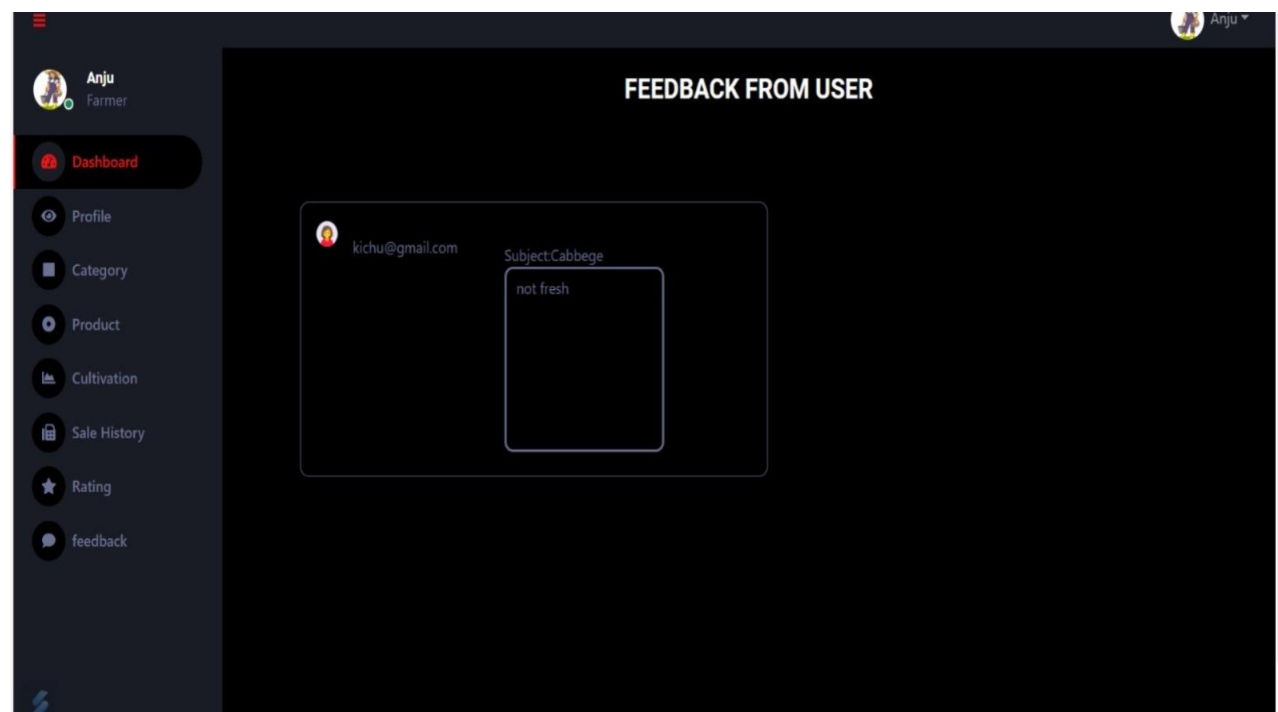 Anju
Anju
Farmer
FEEDBACK FROM USER
Dashboard
Profile
Category
Product
Cultivation
Sale History
Rating
feedback
kichu@gmail.com
Subject:Cabbege
not fresh